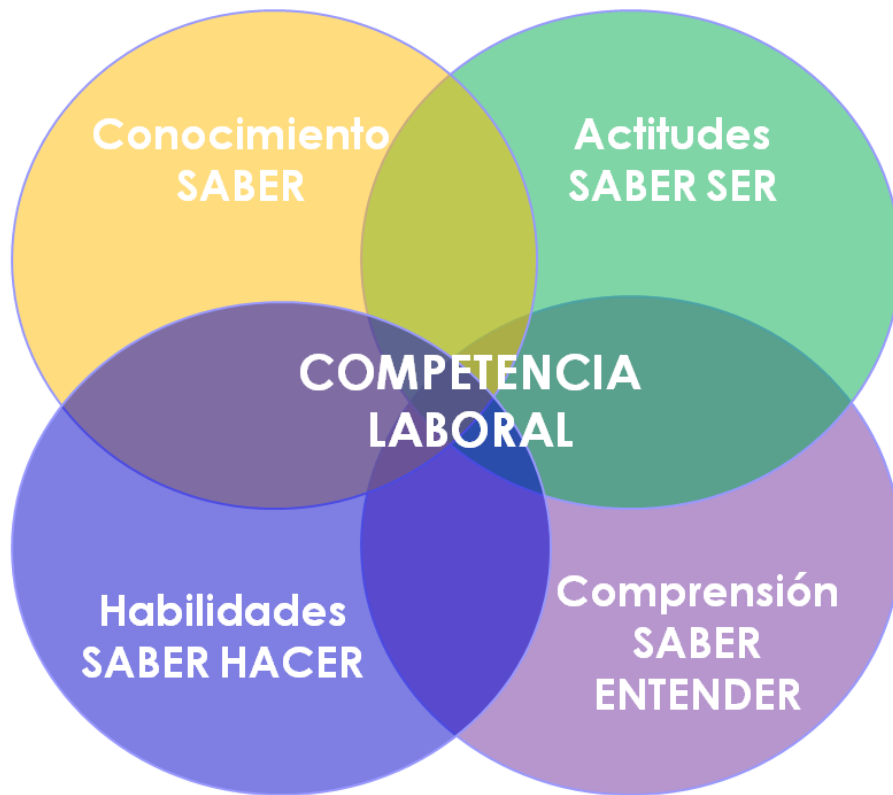 Conocimiento
SABER
Actitudes
SABER SER
COMPETENCIA
LABORAL
Habilidades
SABER HACER
Comprensión
SABER
ENTENDER